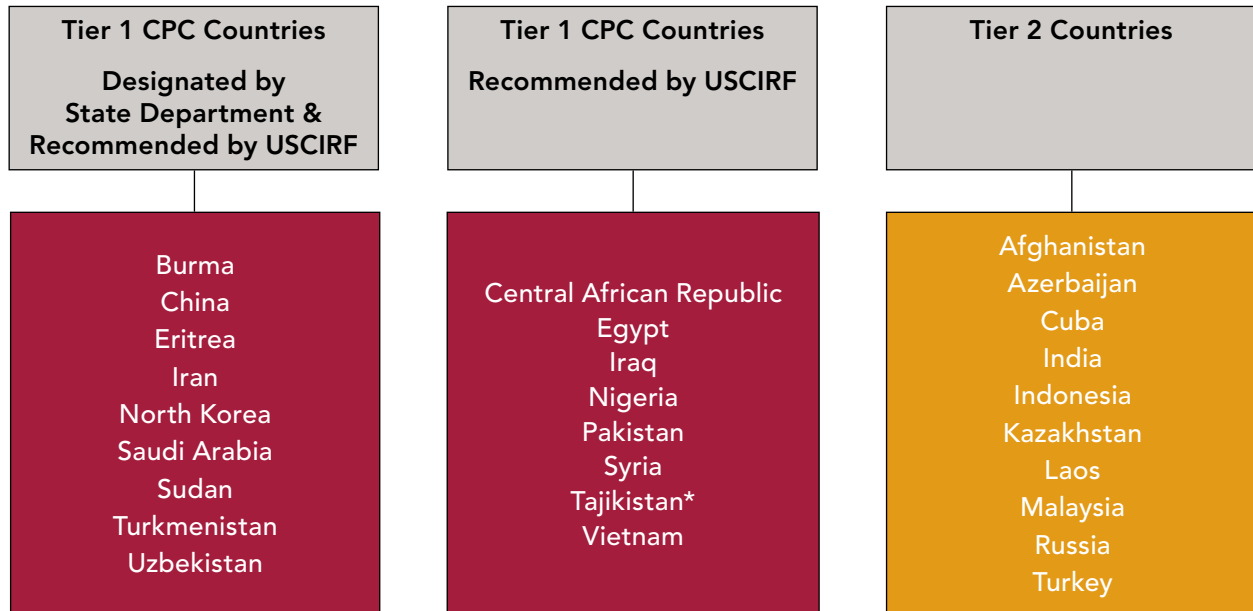 Tier 1 CPC Countries
Designated by
State Department &
Recommended by USCIRF
Burma
China
Eritrea
Iran
North Korea
Saudi Arabia
Sudan
Turkmenistan
Uzbekistan
Tier 1 CPC Countries
Recommended by USCIRF
Central African Republic
Egypt
Iraq
Nigeria
Pakistan
Syria
Tajikistan*
Vietnam
Tier 2 Countries
Afghanistan
Azerbaijan
Cuba
India
Indonesia
Kazakhstan
Laos
Malaysia
Russia
Turkey